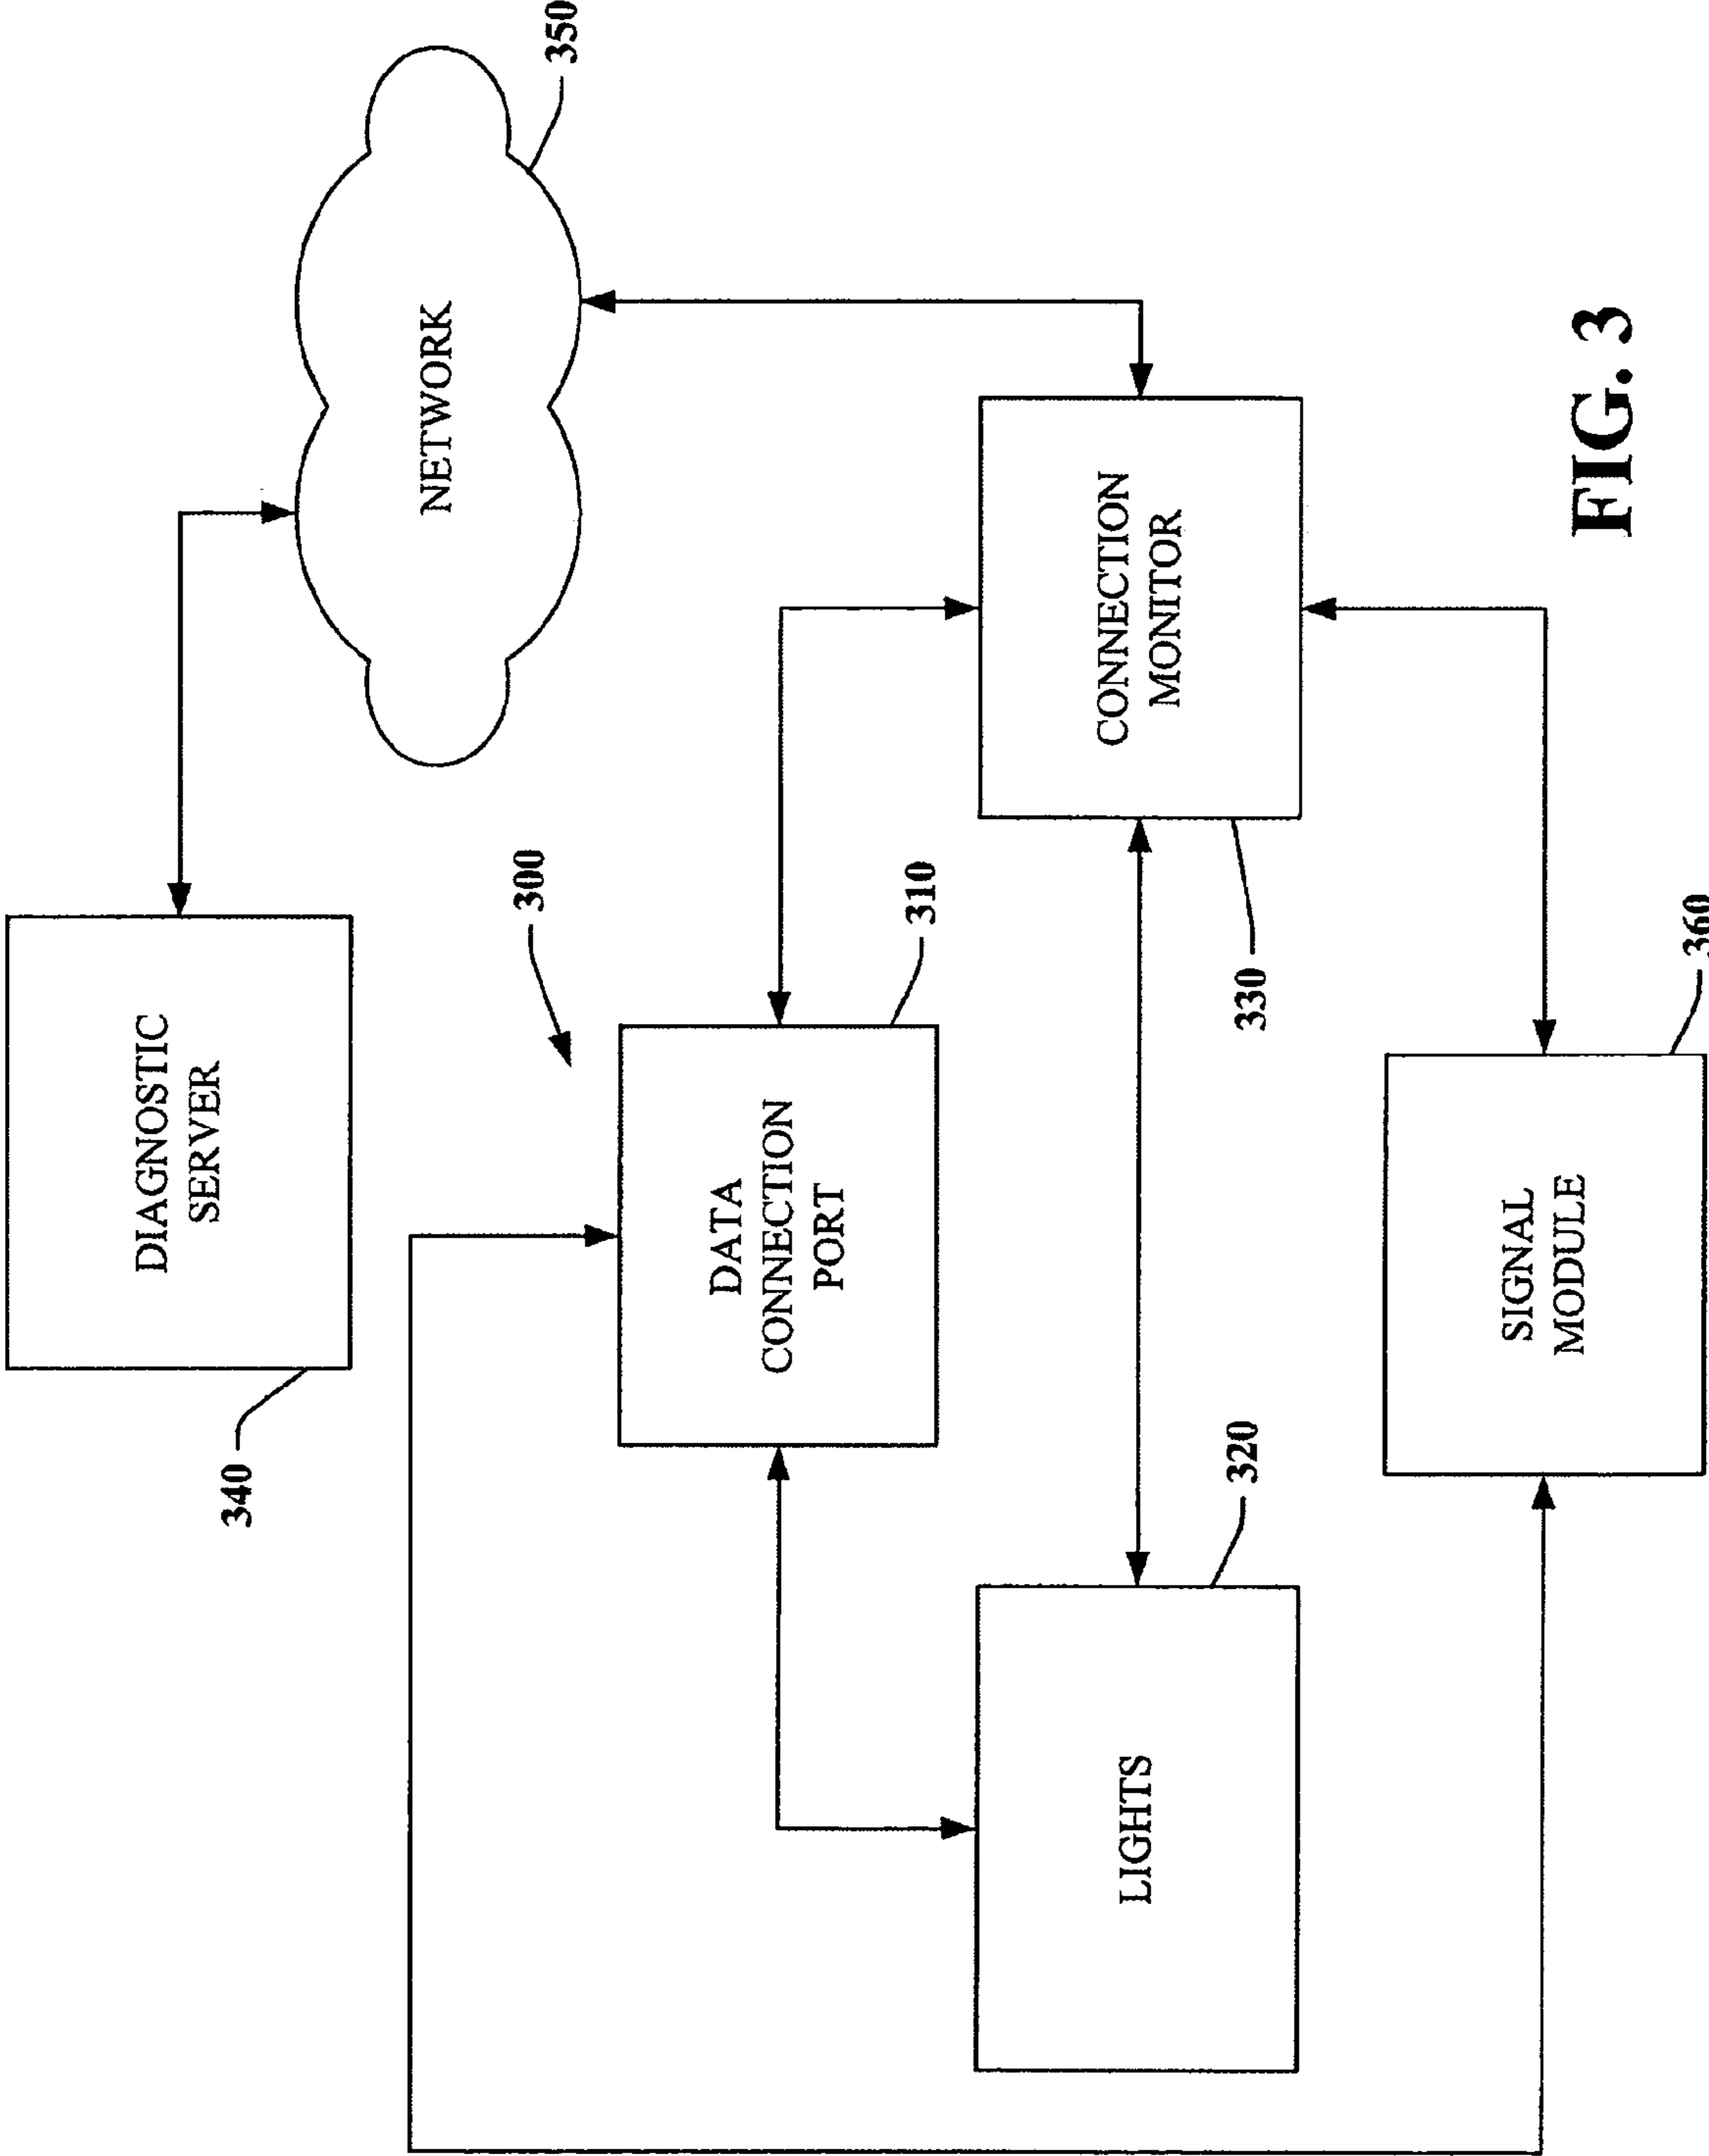 DIAGNOSTIC
SERVER
340
NETWORK
350
300
DATA
CONNECTION
PORT
310
LIGHTS
320
CONNECTION
MONITOR
330
SIGNAL
MODULE
360
FIG. 3